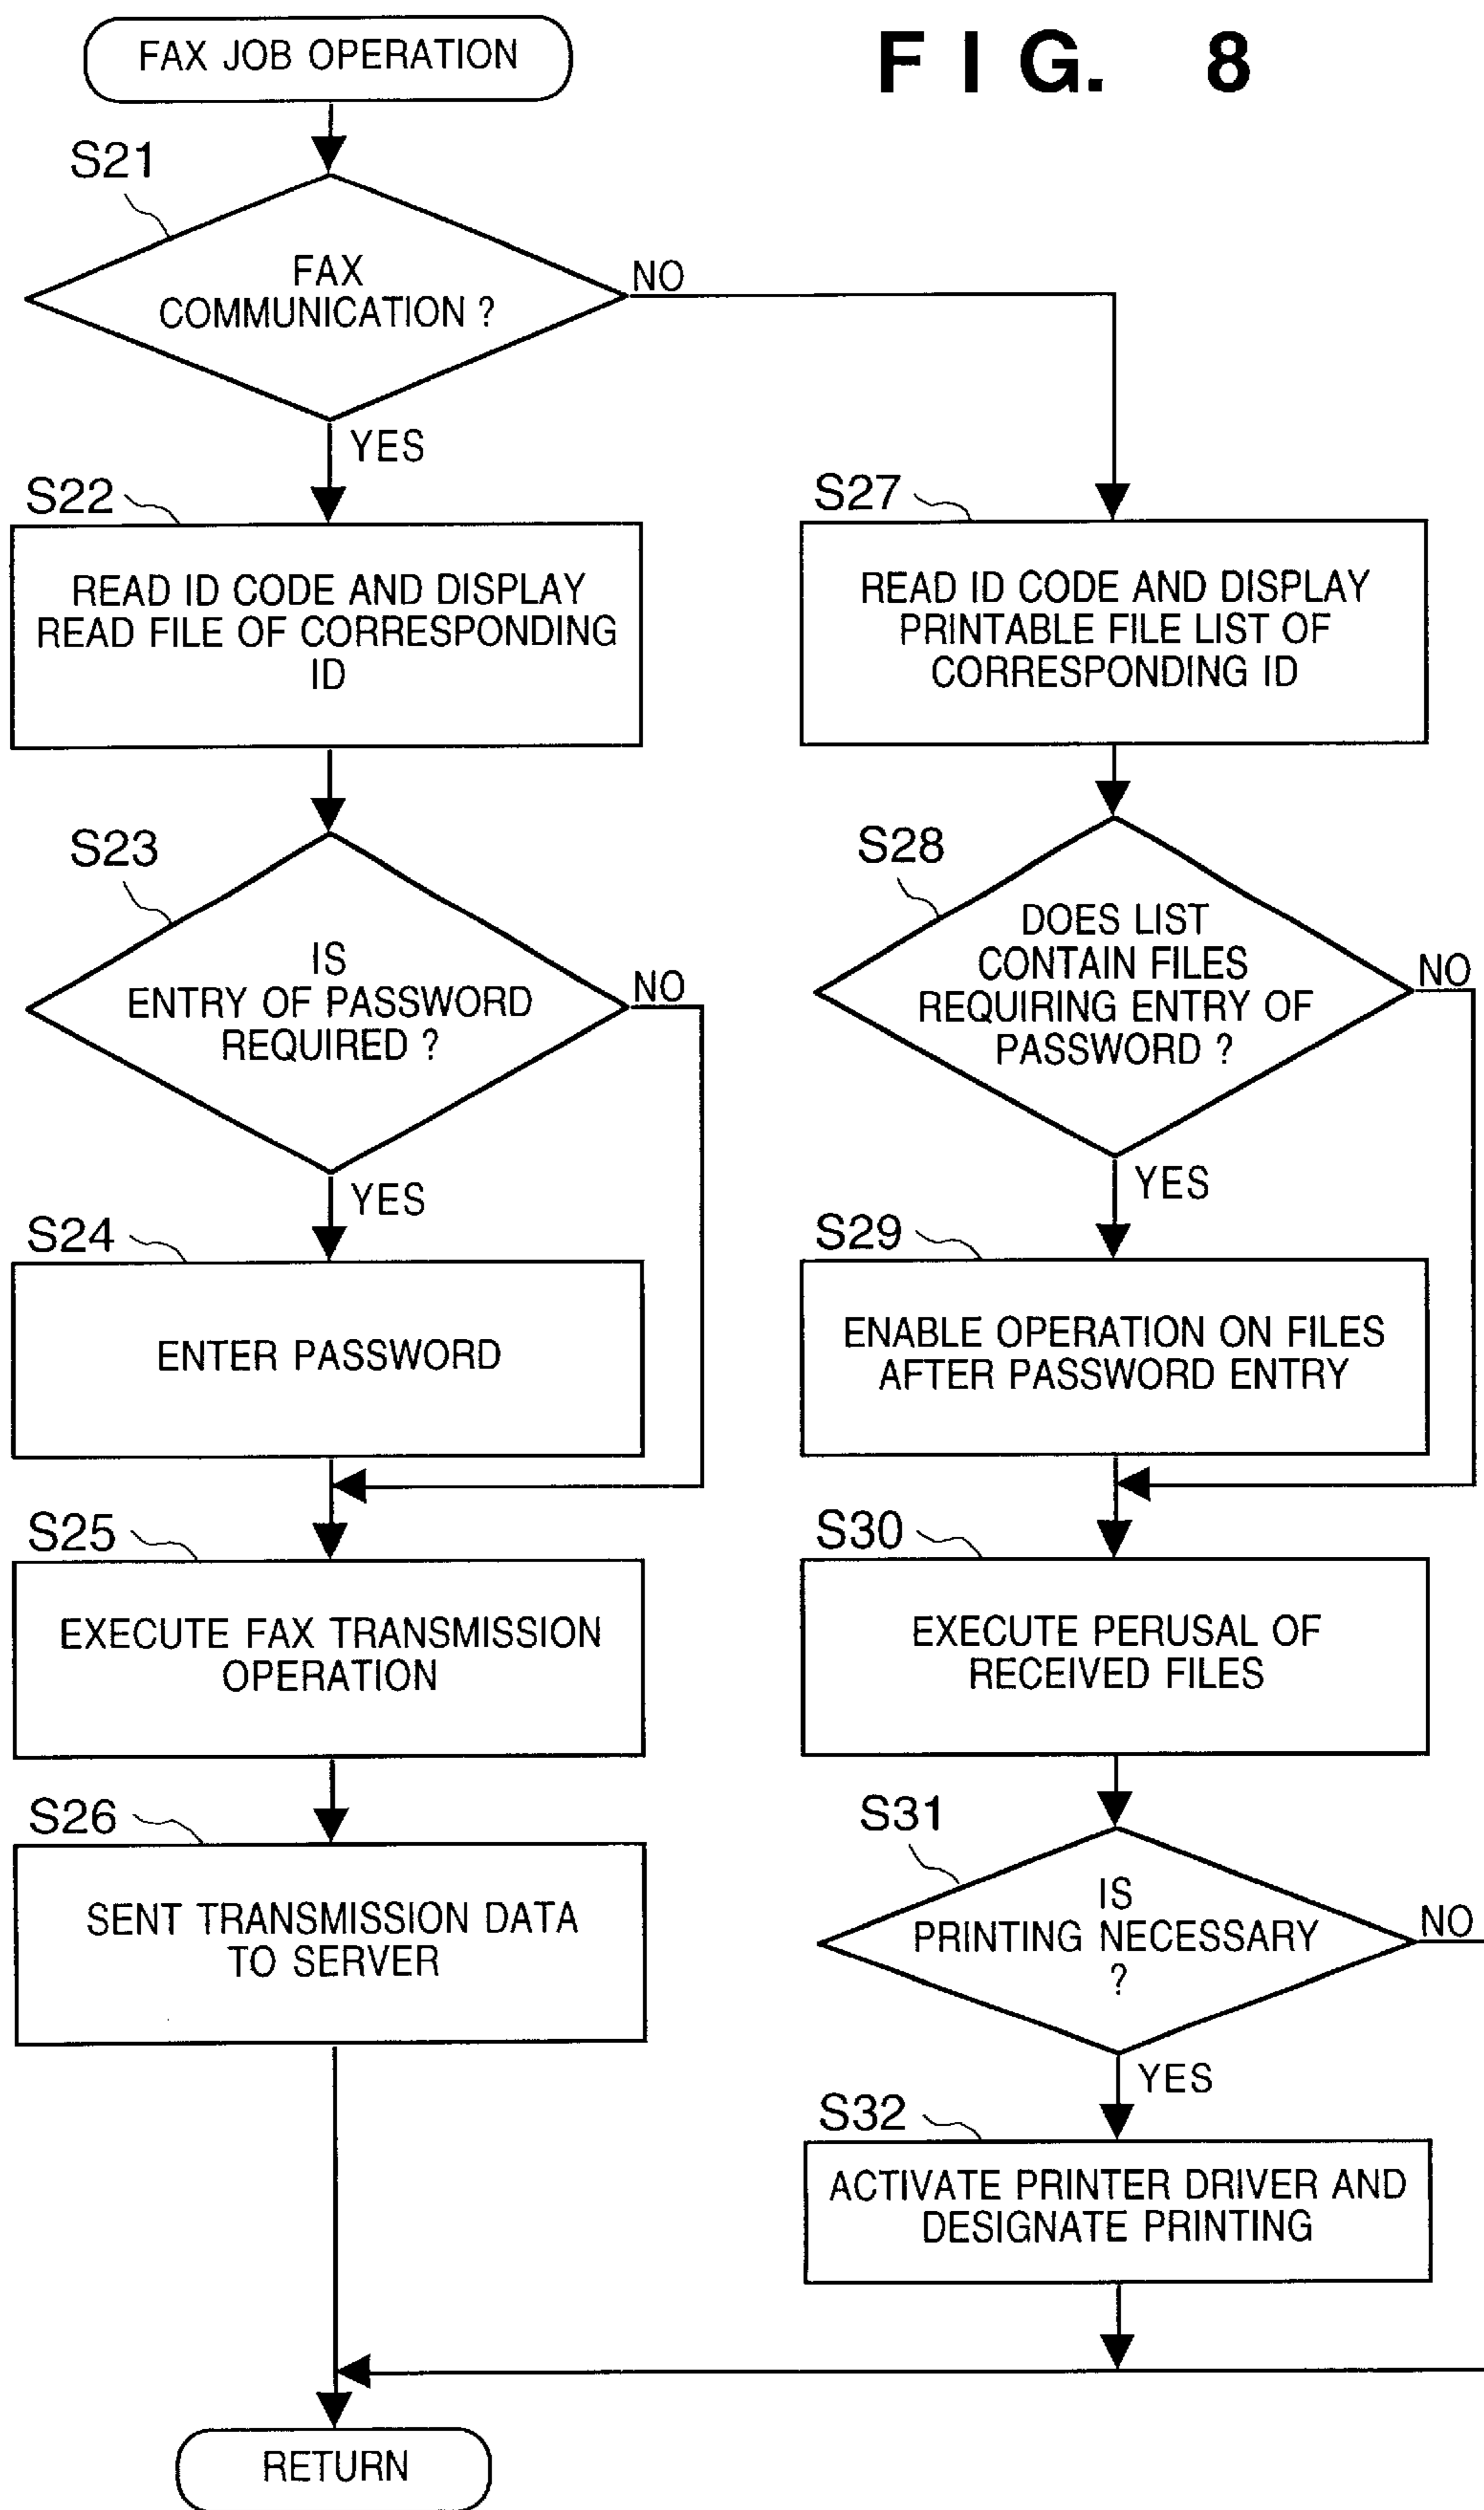 FAX JOB OPERATION
F I G. 8
S21
FAX
COMMUNICATION ?
NO
YES
S22
READ ID CODE AND DISPLAY
READ FILE OF CORRESPONDING
ID
S23
IS
ENTRY OF PASSWORD
REQUIRED ?
NO
YES
S24
ENTER PASSWORD
S25
EXECUTE FAX TRANSMISSION
OPERATION
S26
SENT TRANSMISSION DATA
TO SERVER
S27
READ ID CODE AND DISPLAY
PRINTABLE FILE LIST OF
CORRESPONDING ID
S28
DOES LIST
CONTAIN FILES
REQUIRING ENTRY OF
PASSWORD ?
NO
YES
S29
ENABLE OPERATION ON FILES
AFTER PASSWORD ENTRY
S30
EXECUTE PERUSAL OF
RECEIVED FILES
S31
IS
PRINTING NECESSARY
?
NO
YES
S32
ACTIVATE PRINTER DRIVER AND
DESIGNATE PRINTING
RETURN